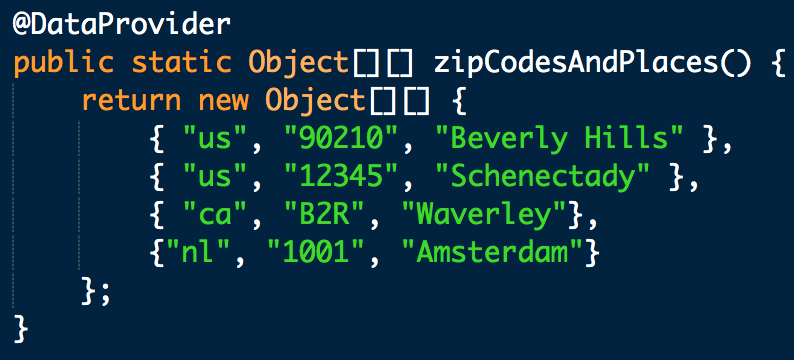 @DataProvider
public static Object[][] zipCodesAndPlaces() {
    return new Object[][] {
        { "us", "90210", "Beverly Hills" },
        { "us", "12345", "Schenectady" },
        { "ca", "B2R", "Waverley"},
        {"nl", "1001", "Amsterdam"}
    };
}